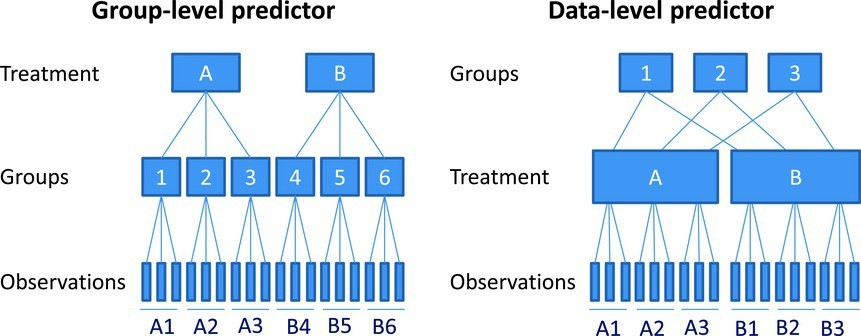 Group-level predictor
Treatment A B
Groups 1 2 3 4 5 6
Observations
A1 A2 A3 B4 B5 B6
Data-level predictor
Groups 1 2 3
Treatment A B
Observations
A1 A2 A3 B1 B2 B3